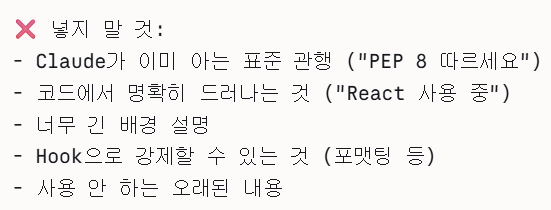 ❌ 넣지 말 것:
- Claude가 이미 아는 표준 관행 ("PEP 8 따르세요")
- 코드에서 명확히 드러나는 것 ("React 사용 중")
- 너무 긴 배경 설명
- Hook으로 강제할 수 있는 것 (포맷팅 등)
- 사용 안 하는 오래된 내용